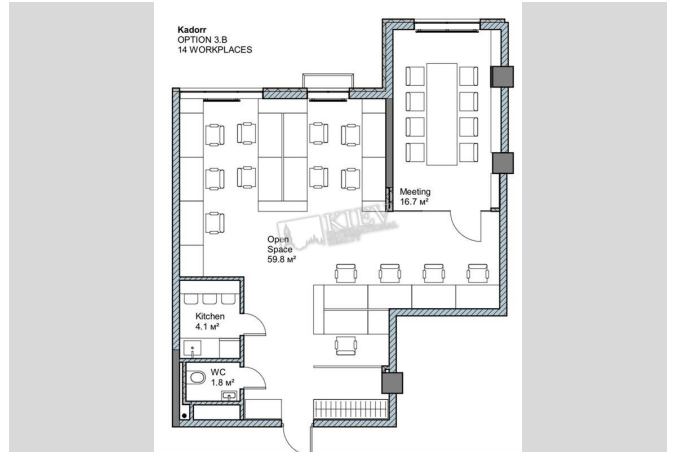 Kadorr
OPTION 3.B
14 WORKPLACES
Meeting
16.7 м²
KIEV
Open
Space
59.8 м²
Kitchen
4.1 м²
WC
1.8 м²